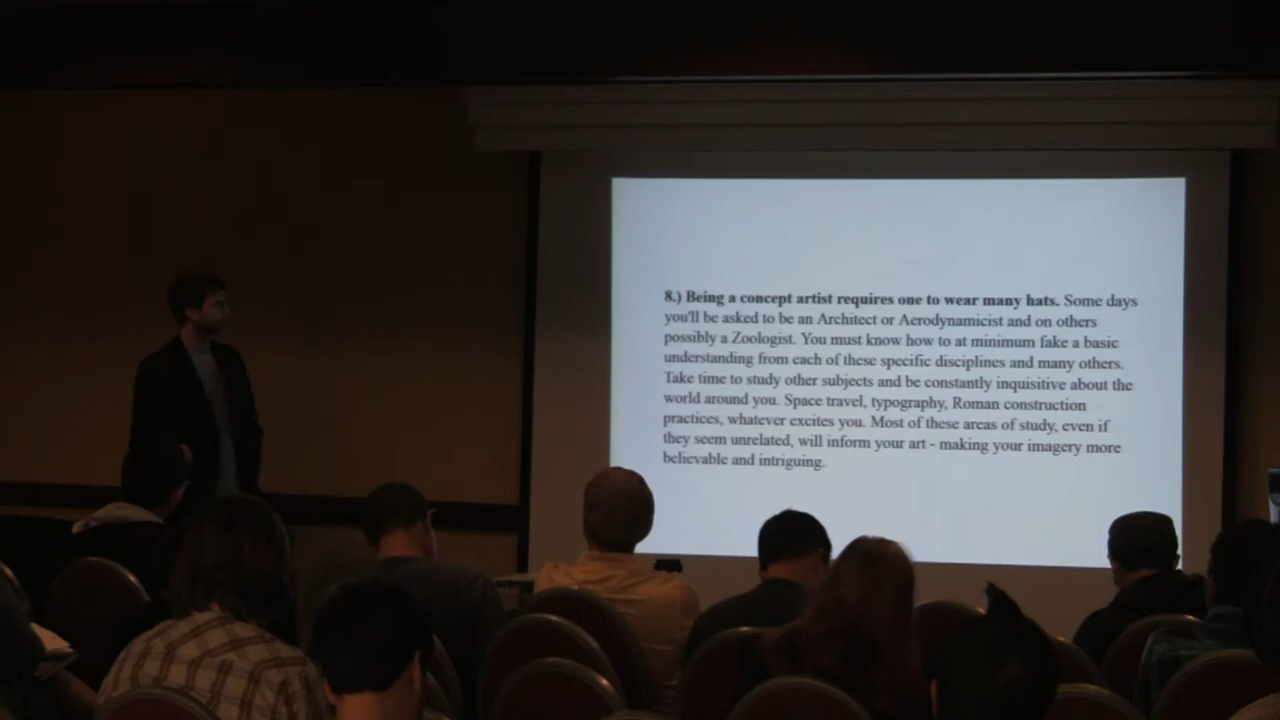 8.) Being a concept artist requires one to wear many hats. Some days
you'll be asked to be an Architect or Aerodynamicist and on others
possibly a Zoologist. You must know how to at minimum fake a basic
understanding from each of these specific disciplines and many others.
Take time to study other subjects and be constantly inquisitive about the
world around you. Space travel, typography, Roman construction
practices, whatever excites you. Most of these areas of study, even if
they seem unrelated, will inform your art - making your imagery more
believable and intriguing.